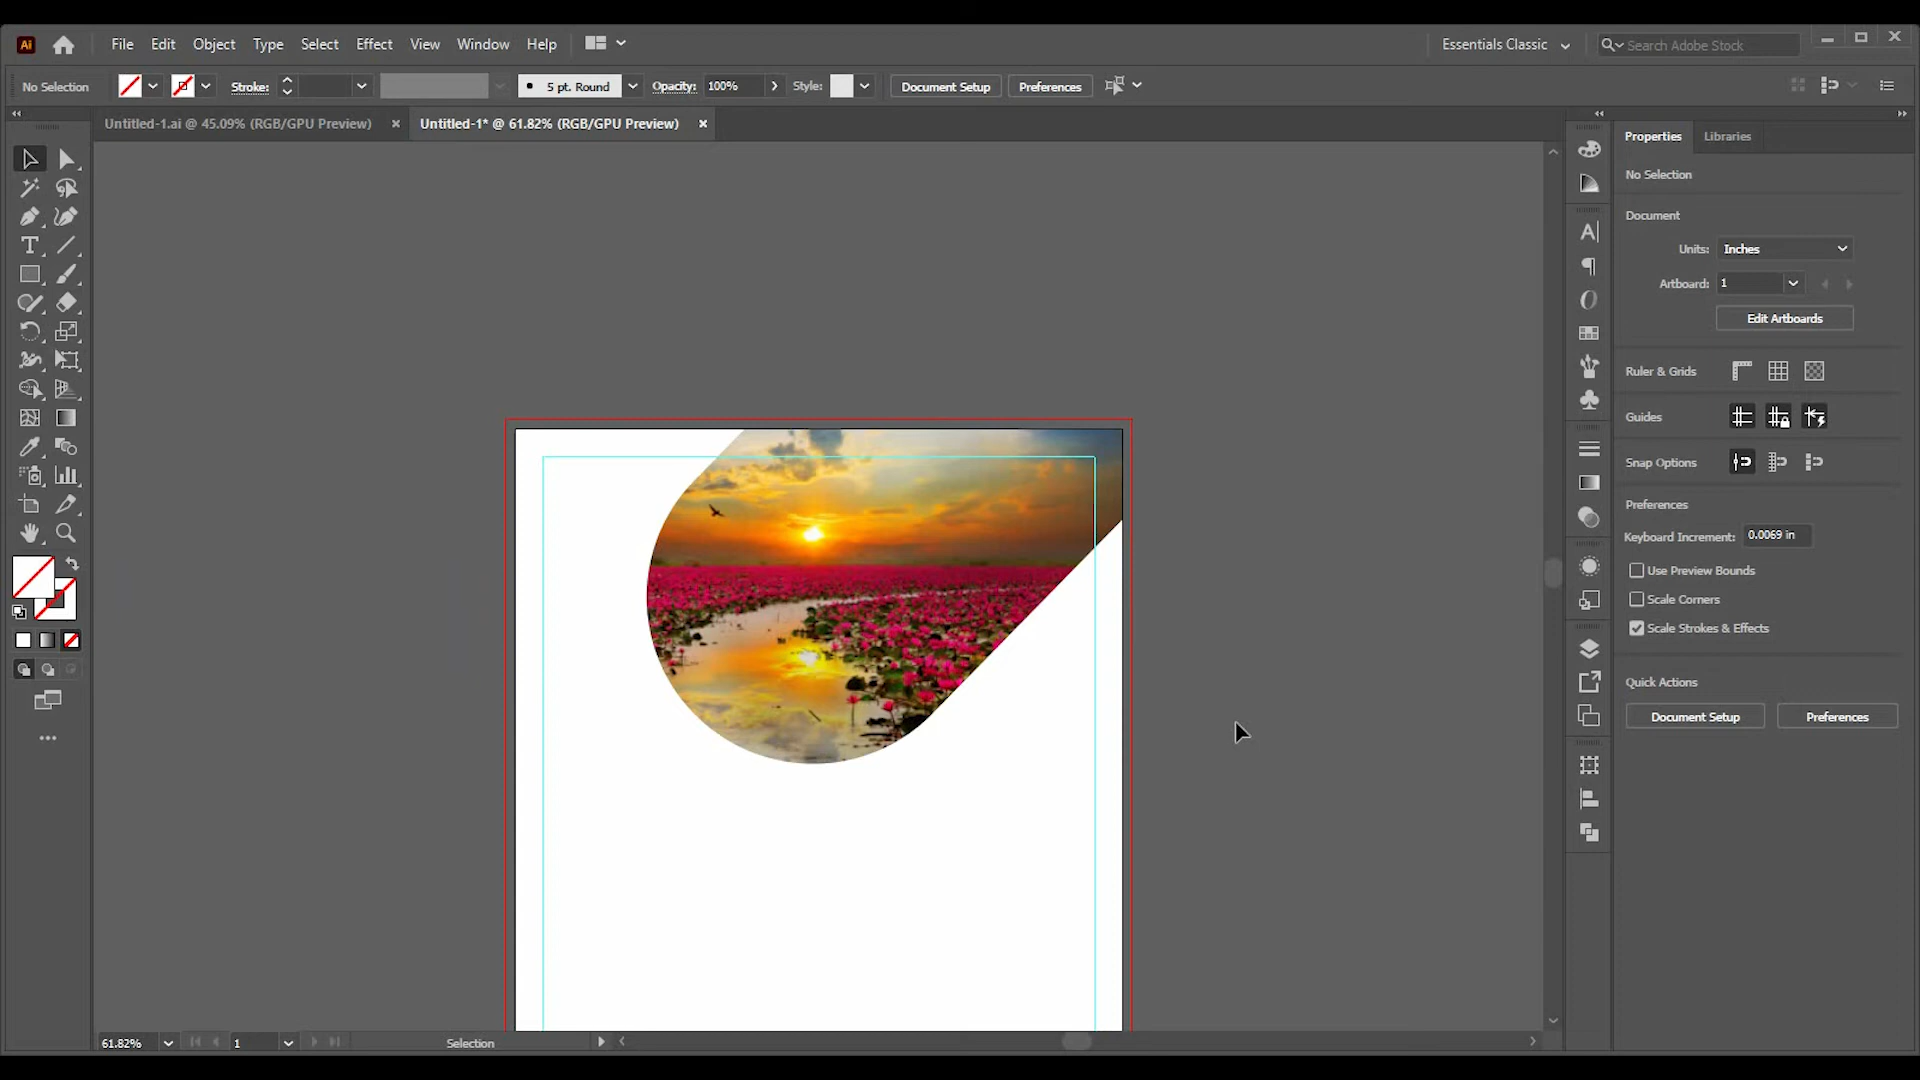 Ai File Edit Object Type Select Effect View Window Help Essentials Classic Search Adobe Stock
No Selection Stroke: 5 pt. Round Opacity: 100% Style: Document Setup Preferences
Untitled-1.ai @ 45.09% (RGB/GPU Preview) Untitled-1* @ 61.82% (RGB/GPU Preview)
Properties Libraries
No Selection
Document
Units: Inches
Artboard: 1
Edit Artboards
Ruler & Grids
Guides
Snap Options
Preferences
Keyboard Increment: 0.0069 in
Use Preview Bounds
Scale Corners
Scale Strokes & Effects
Quick Actions
Document Setup Preferences
61.82% 1 Selection